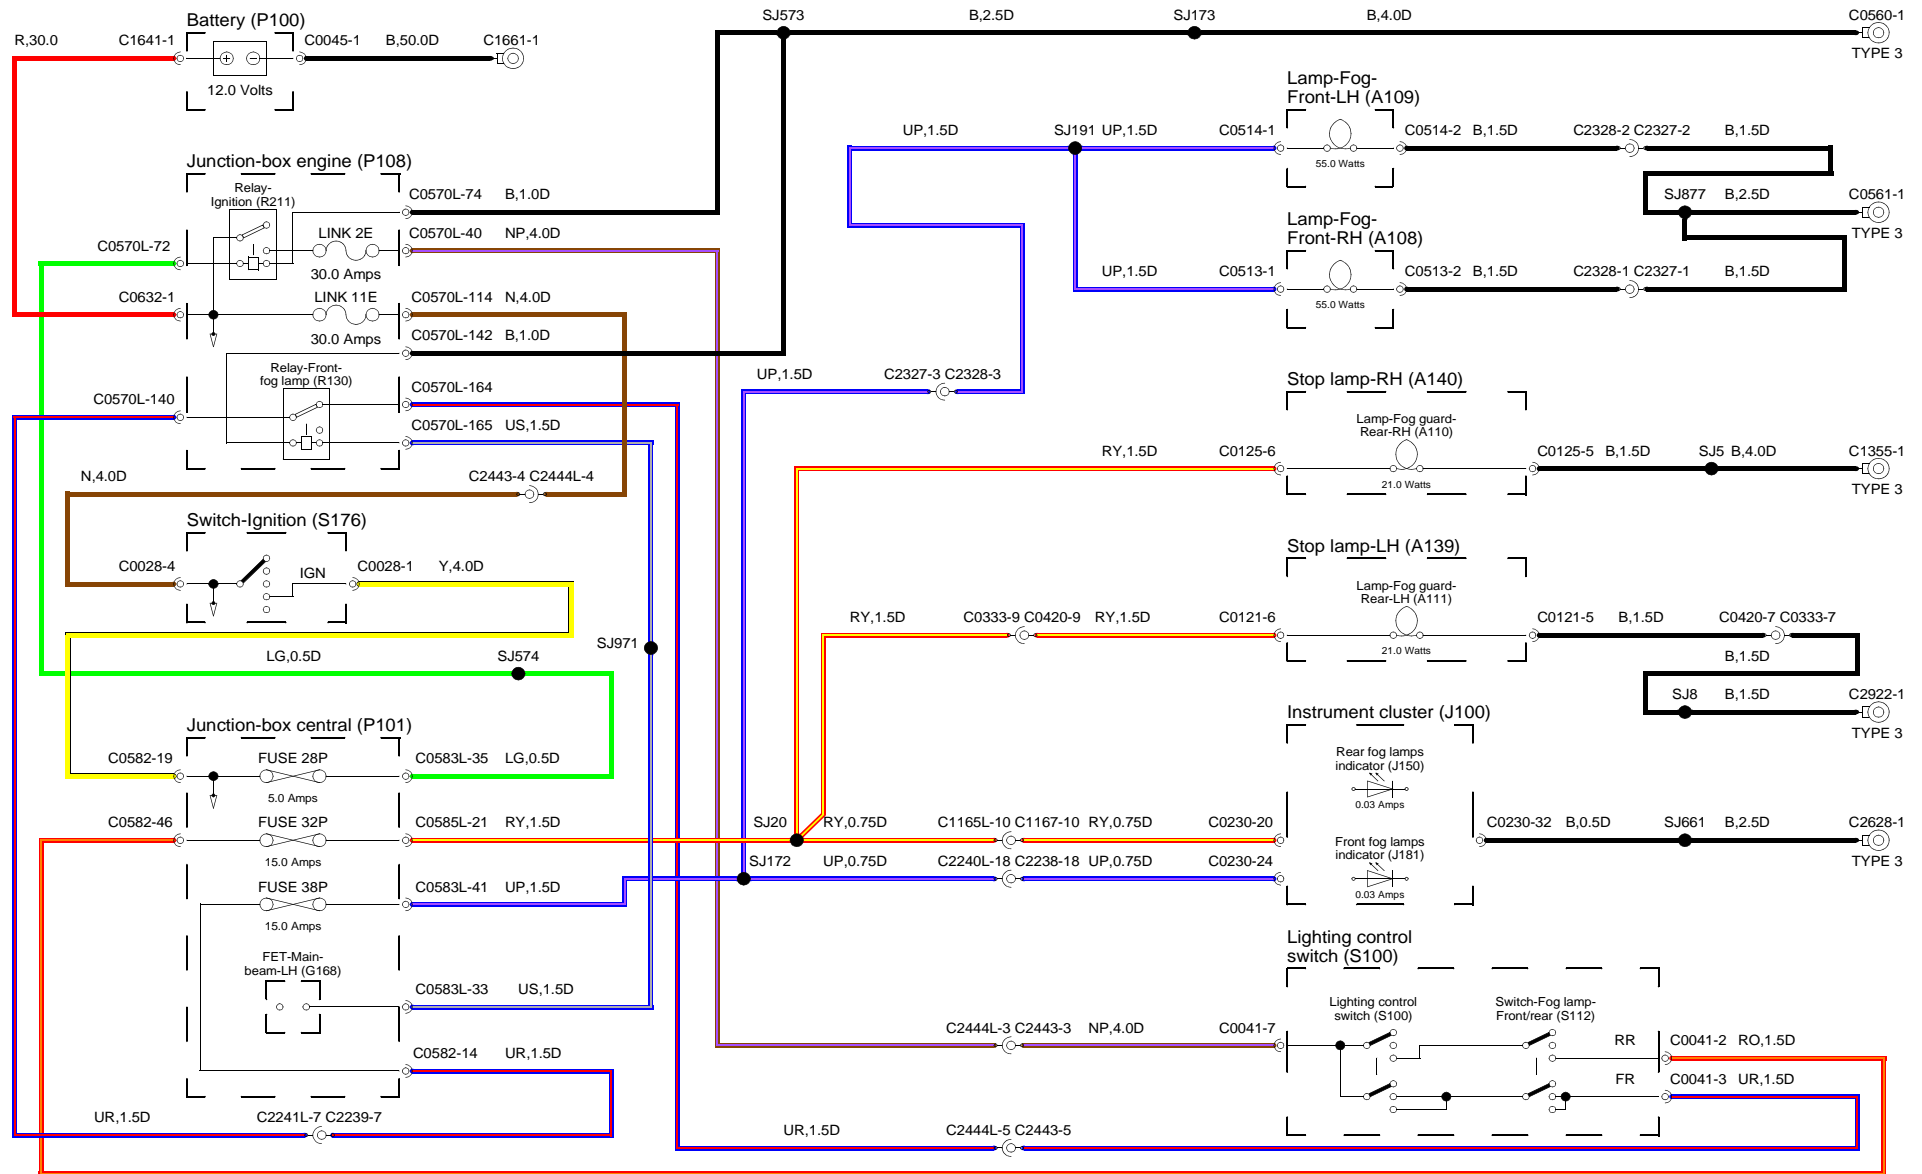 SJ573 B,2.5D SJ173 B,4.0D C0560-1
TYPE 3
Battery (P100)
R,30.0 C1641-1 C0045-1 B,50.0D C1661-1
12.0 Volts
Lamp-Fog-
Front-LH (A109)
UP,1.5D SJ191 UP,1.5D C0514-1 C0514-2 B,1.5D C2328-2 C2327-2 B,1.5D
55.0 Watts
SJ877 B,2.5D C0561-1
TYPE 3
Lamp-Fog-
Front-RH (A108)
UP,1.5D C0513-1 C0513-2 B,1.5D C2328-1 C2327-1 B,1.5D
55.0 Watts
Junction-box engine (P108)
Relay-
Ignition (R211)
C0570L-74 B,1.0D
LINK 2E
C0570L-40 NP,4.0D
C0570L-72
30.0 Amps
C0632-1
LINK 11E
C0570L-114 N,4.0D
30.0 Amps
C0570L-142 B,1.0D
Relay-Front-
fog lamp (R130)
C0570L-164
C0570L-140
C0570L-165 US,1.5D
UP,1.5D C2327-3 C2328-3
Stop lamp-RH (A140)
Lamp-Fog guard-
Rear-RH (A110)
RY,1.5D C0125-6 C0125-5 B,1.5D SJ5 B,4.0D C1355-1
21.0 Watts
TYPE 3
N,4.0D C2443-4 C2444L-4
Switch-Ignition (S176)
C0028-4 IGN C0028-1 Y,4.0D
Stop lamp-LH (A139)
Lamp-Fog guard-
Rear-LH (A111)
RY,1.5D C0333-9 C0420-9 RY,1.5D C0121-6 C0121-5 B,1.5D C0420-7 C0333-7
21.0 Watts
B,1.5D
SJ8 B,1.5D C2922-1
TYPE 3
SJ971
LG,0.5D SJ574
Junction-box central (P101)
C0582-19 FUSE 28P C0583L-35 LG,0.5D
5.0 Amps
C0582-46 FUSE 32P C0585L-21 RY,1.5D
15.0 Amps
FUSE 38P C0583L-41 UP,1.5D
15.0 Amps
FET-Main-
beam-LH (G168)
C0583L-33 US,1.5D
C0582-14 UR,1.5D
UR,1.5D C2241L-7 C2239-7
Instrument cluster (J100)
Rear fog lamps
indicator (J150)
0.03 Amps
SJ20 RY,0.75D C1165L-10 C1167-10 RY,0.75D C0230-20
C0230-32 B,0.5D SJ661 B,2.5D C2628-1
TYPE 3
Front fog lamps
indicator (J181)
SJ172 UP,0.75D C2240L-18 C2238-18 UP,0.75D C0230-24
0.03 Amps
Lighting control
switch (S100)
Lighting control
switch (S100)
Switch-Fog lamp-
Front/rear (S112)
C2444L-3 C2443-3 NP,4.0D C0041-7
RR C0041-2 RO,1.5D
FR C0041-3 UR,1.5D
UR,1.5D C2444L-5 C2443-5